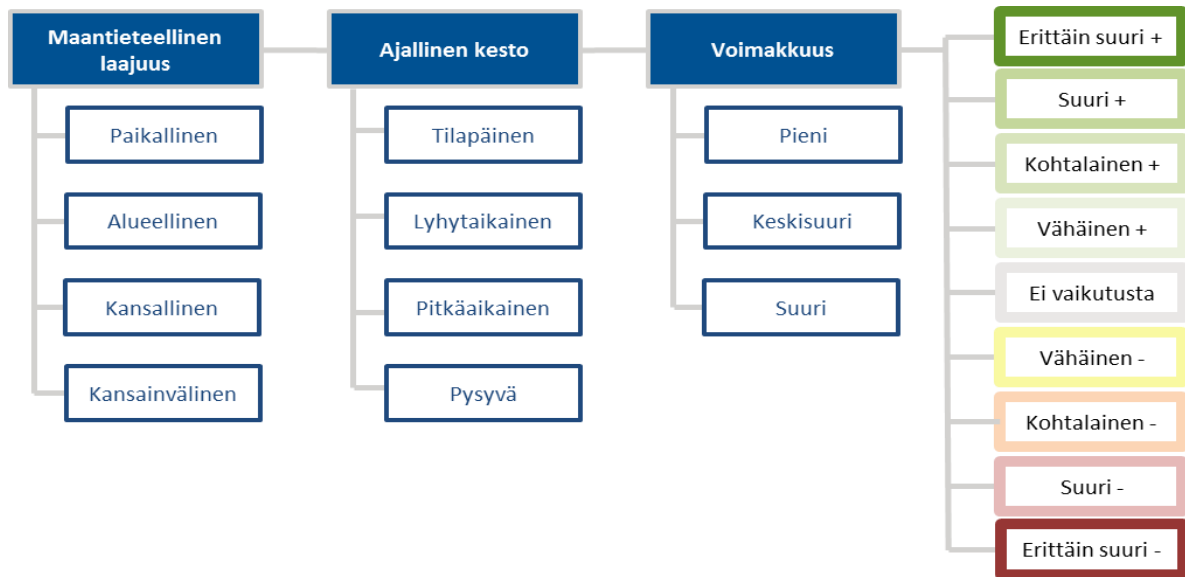 Maantieteellinen
laajuus
Paikallinen
Alueellinen
Kansallinen
Kansainvälinen
Ajallinen kesto
Tilapäinen
Lyhytaikainen
Pitkäaikainen
Pysyvä
Voimakkuus
Pieni
Keskisuuri
Suuri
Erittäin suuri +
Suuri +
Kohtalainen +
Vähäinen +
Ei vaikutusta
Vähäinen -
Kohtalainen -
Suuri -
Erittäin suuri -